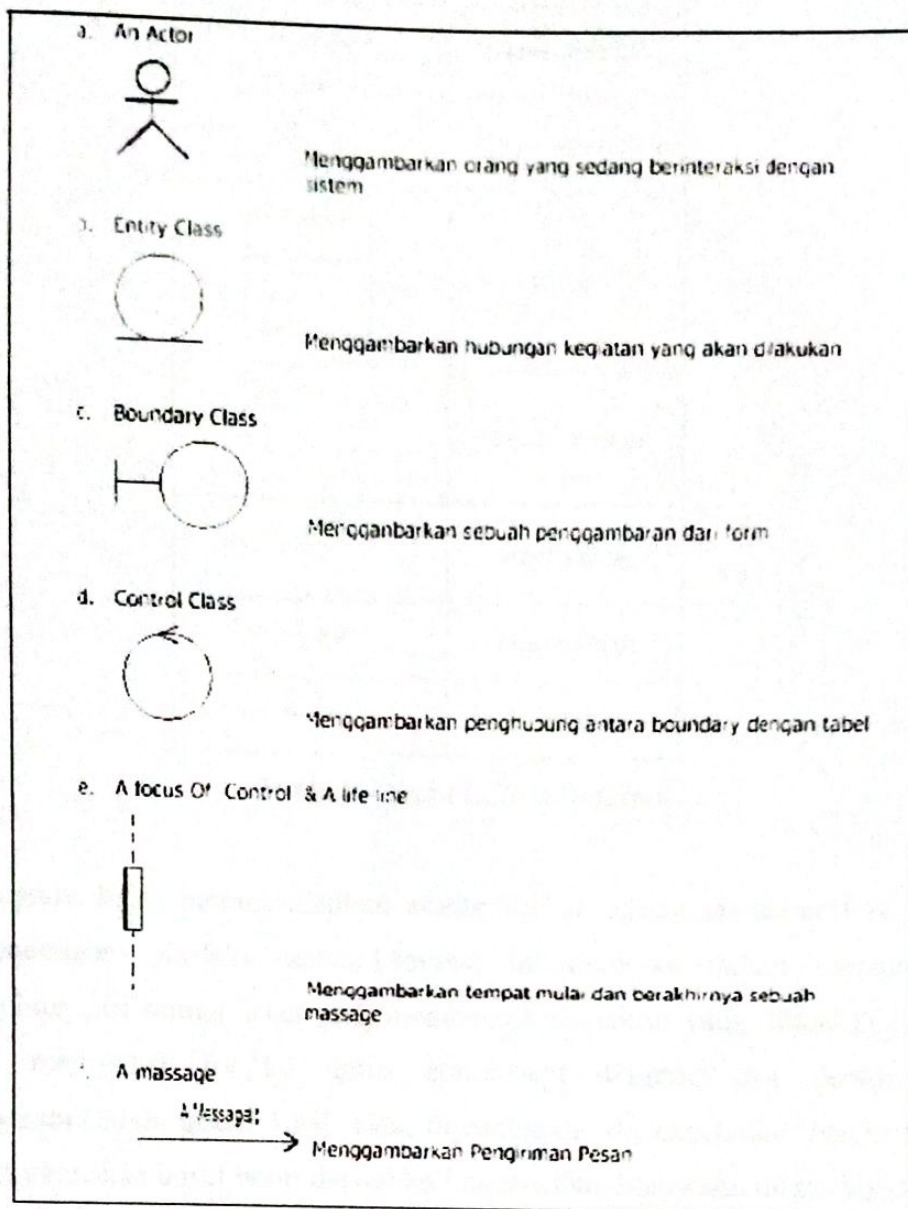 a. An Actor
Menggambarkan orang yang sedang berinteraksi dengan
sistem
Entity Class
Menggambarkan hubungan kegiatan yang akan dilakukan
c. Boundary Class
Mengganbarkan sebuah penggambaran dari form
d. Control Class
Menggambarkan penghubung antara boundary dengan tabel
e. A focus Of Control & A life line
Menggambarkan tempat mulai dan berakhirnya sebuah
massage
A massage
A Message
Menggambarkan Pengiriman Pesan